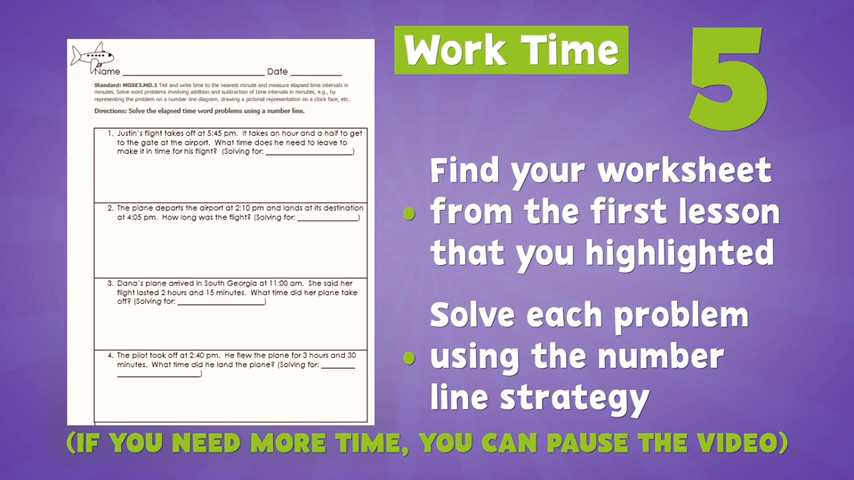 Work Time
5
Name
Date
Standard: MGSE3.MD.1 Tell and write time to the nearest minute and measure elapsed time intervals in
minutes. Solve word problems involving addition and subtraction of time intervals in minutes, e.g., by
representing the problem on a number line diagram, drawing a pictorial representation on a clock face, etc.
Directions: Solve the elapsed time word problems using a number line.
1. Justin's flight takes off at 5:45 pm. It takes an hour and a half to get
to the gate at the airport. What time does he need to leave to
make it in time for his flight? (Solving for: ____________________)
2. The plane departs the airport at 2:10 pm and lands at its destination
at 4:05 pm. How long was the flight? (Solving for: ______________)
3. Dana's plane arrived in South Georgia at 11:00 am. She said her
flight lasted 2 hours and 15 minutes. What time did her plane take
off? (Solving for: ____________________)
4. The pilot took off at 2:40 pm. He flew the plane for 3 hours and 30
minutes. What time did he land the plane? (Solving for: ________
____________________)
Find your worksheet
• from the first lesson
that you highlighted
Solve each problem
• using the number
line strategy
(IF YOU NEED MORE TIME, YOU CAN PAUSE THE VIDEO)